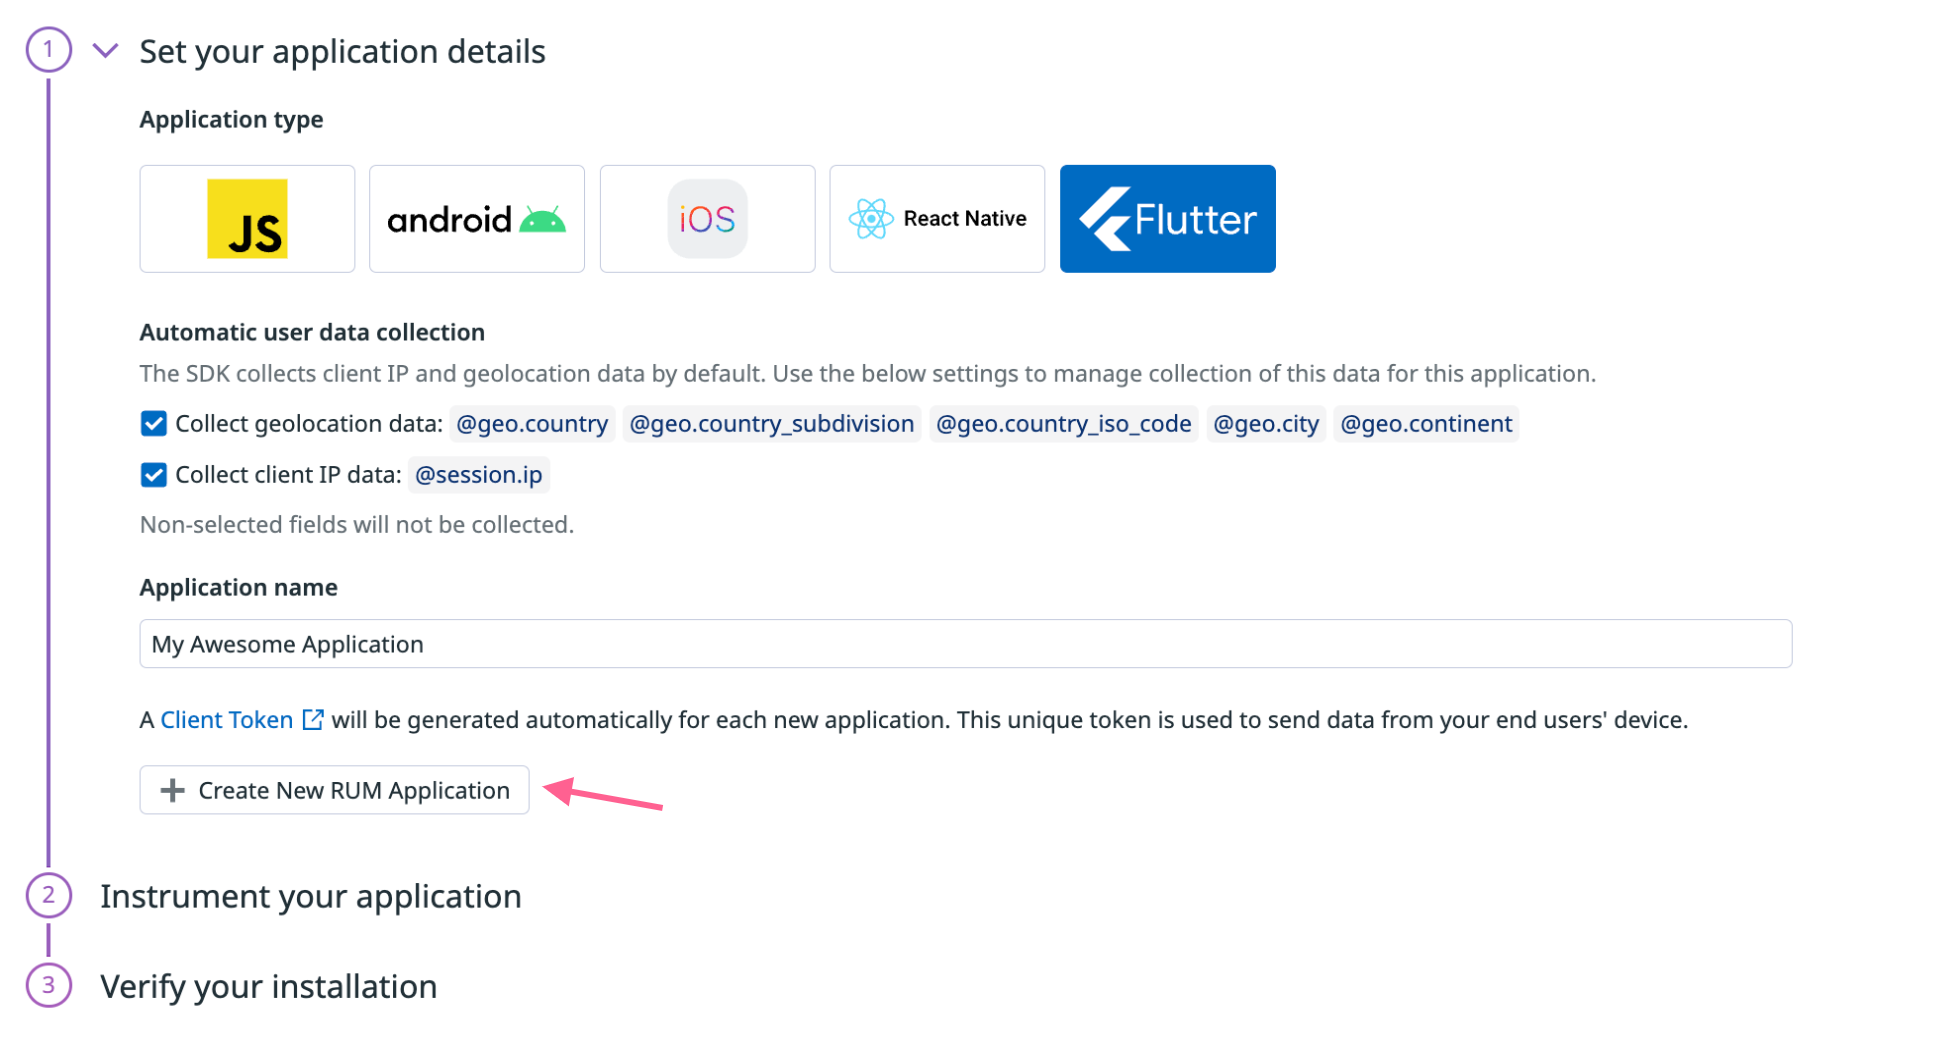 1 Set your application details
Application type
JS android iOS React Native Flutter
Automatic user data collection
The SDK collects client IP and geolocation data by default. Use the below settings to manage collection of this data for this application.
Collect geolocation data: @geo.country @geo.country_subdivision @geo.country_iso_code @geo.city @geo.continent
Collect client IP data: @session.ip
Non-selected fields will not be collected.
Application name
My Awesome Application
A Client Token will be generated automatically for each new application. This unique token is used to send data from your end users' device.
Create New RUM Application
2 Instrument your application
3 Verify your installation